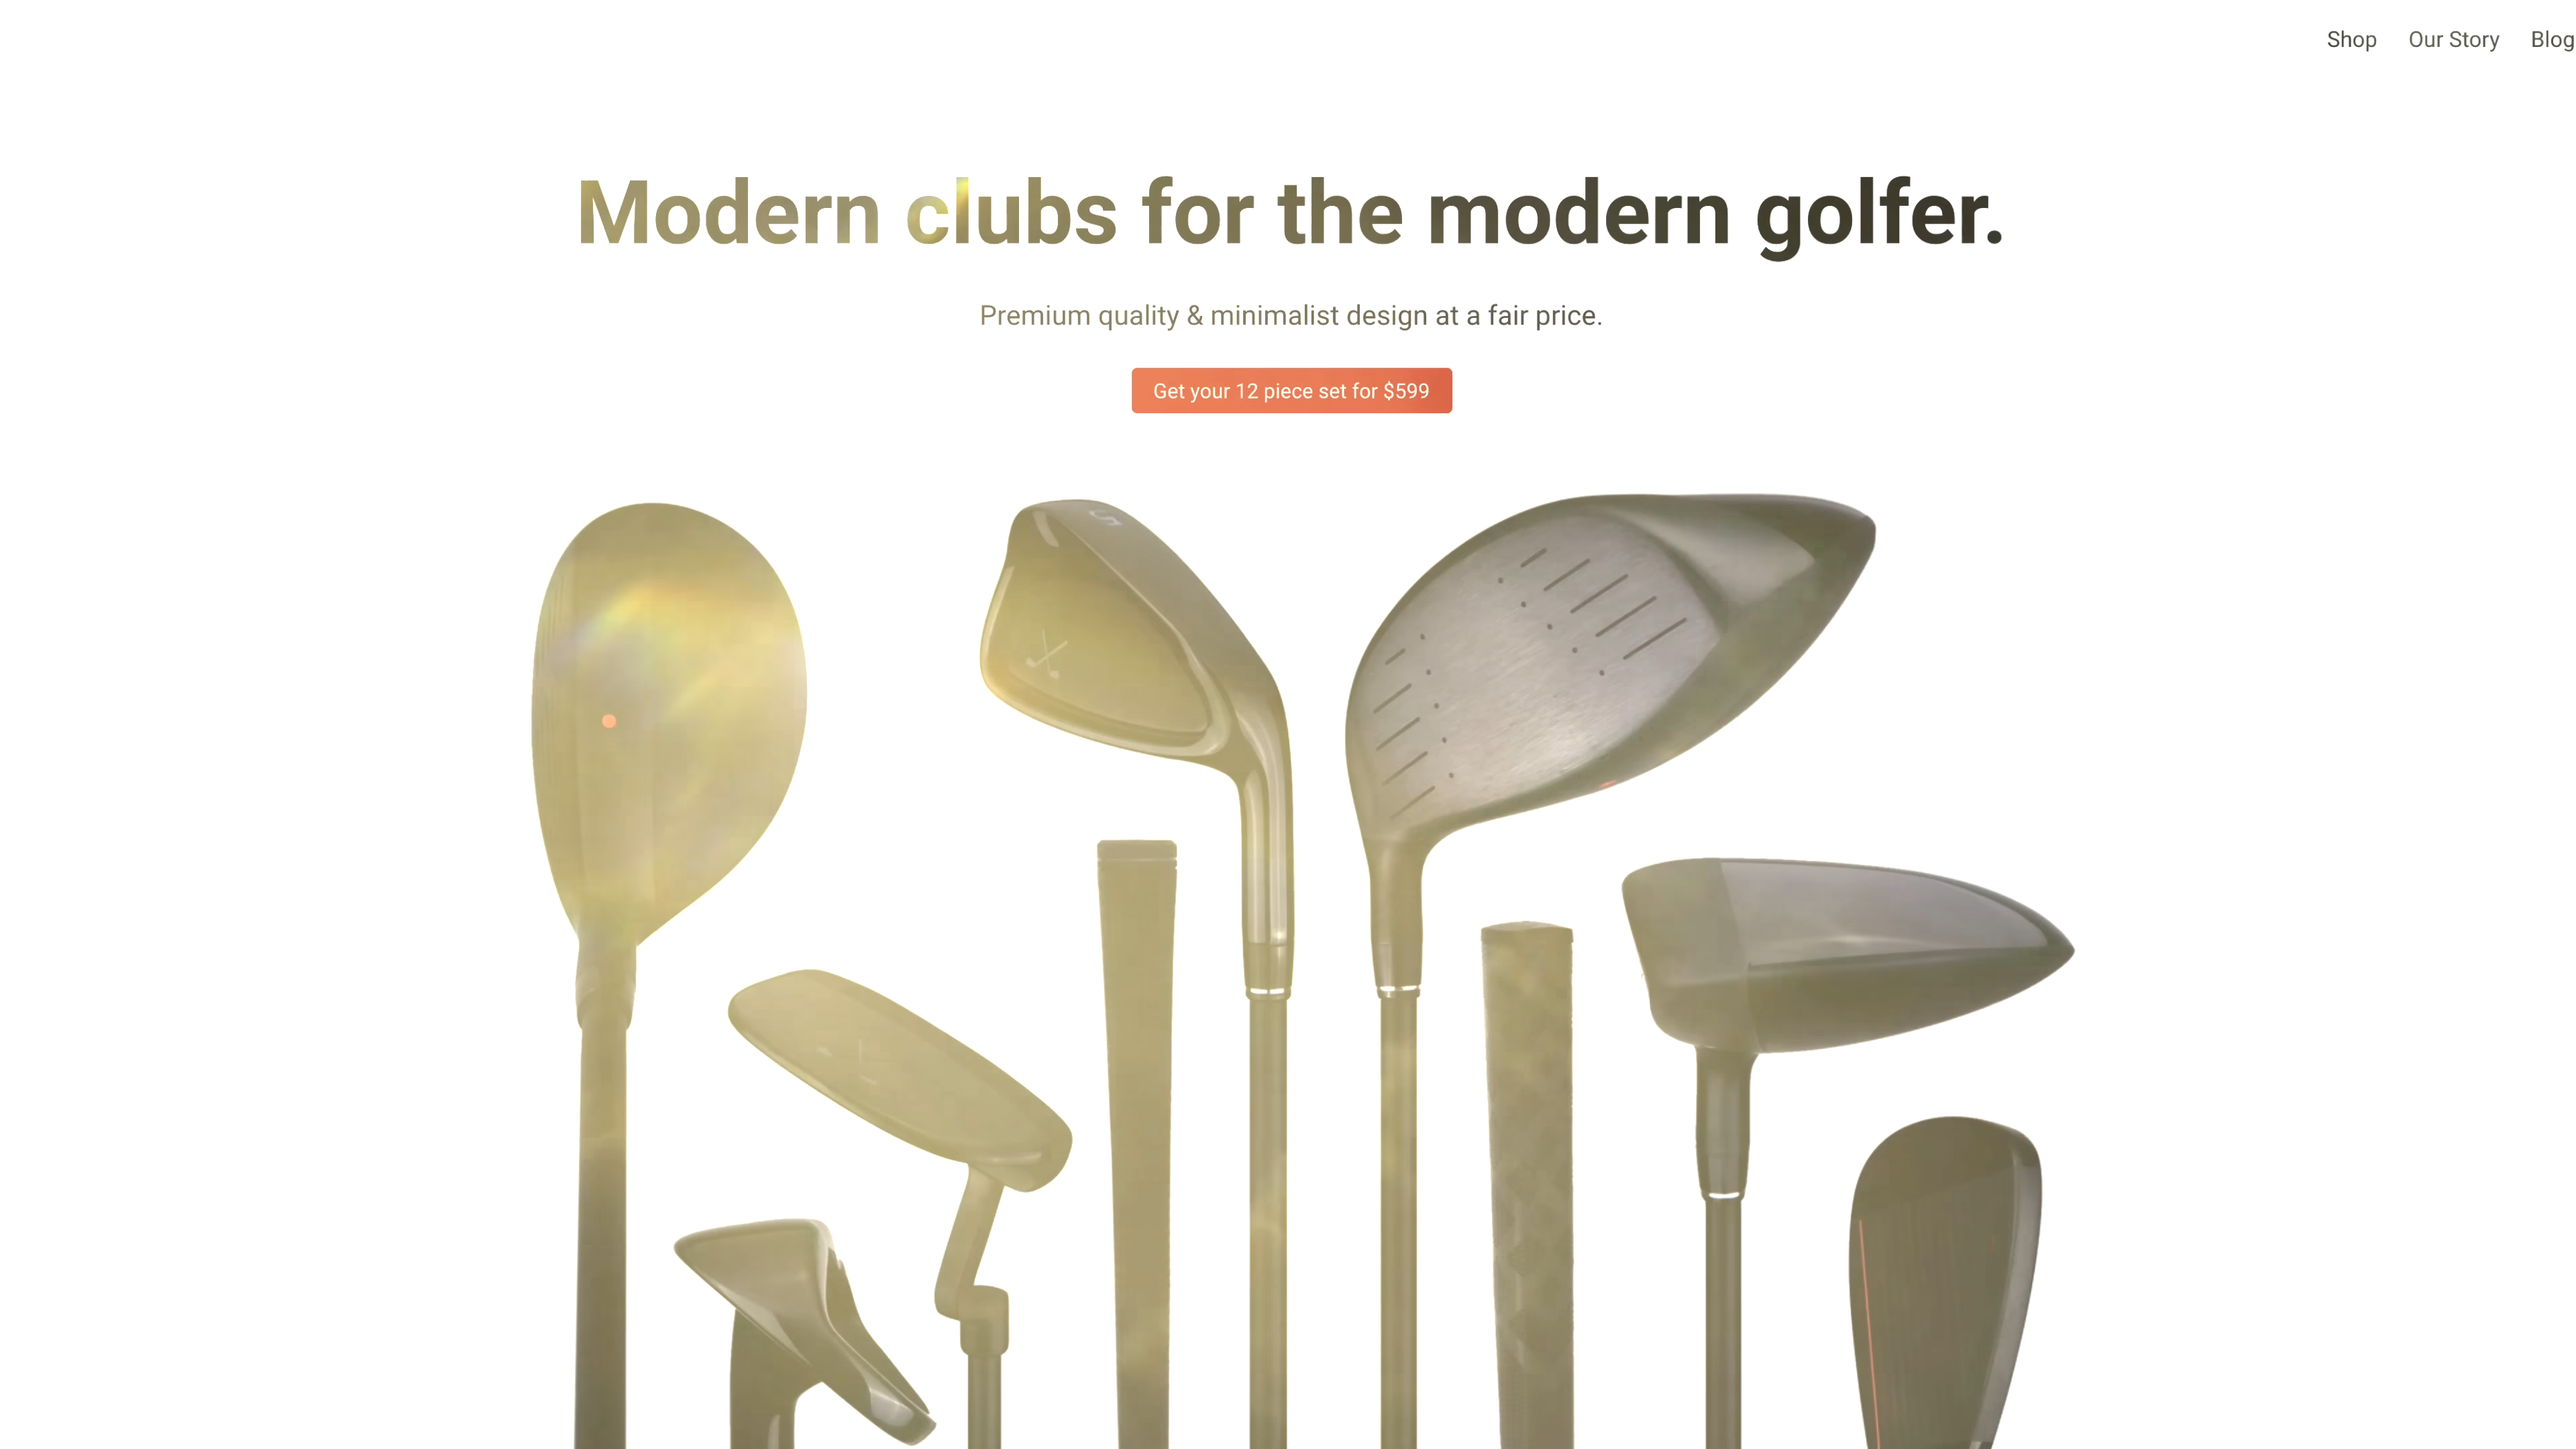 Shop Our Story Blog
Modern clubs for the modern golfer.
Premium quality & minimalist design at a fair price.
Get your 12 piece set for $599
5